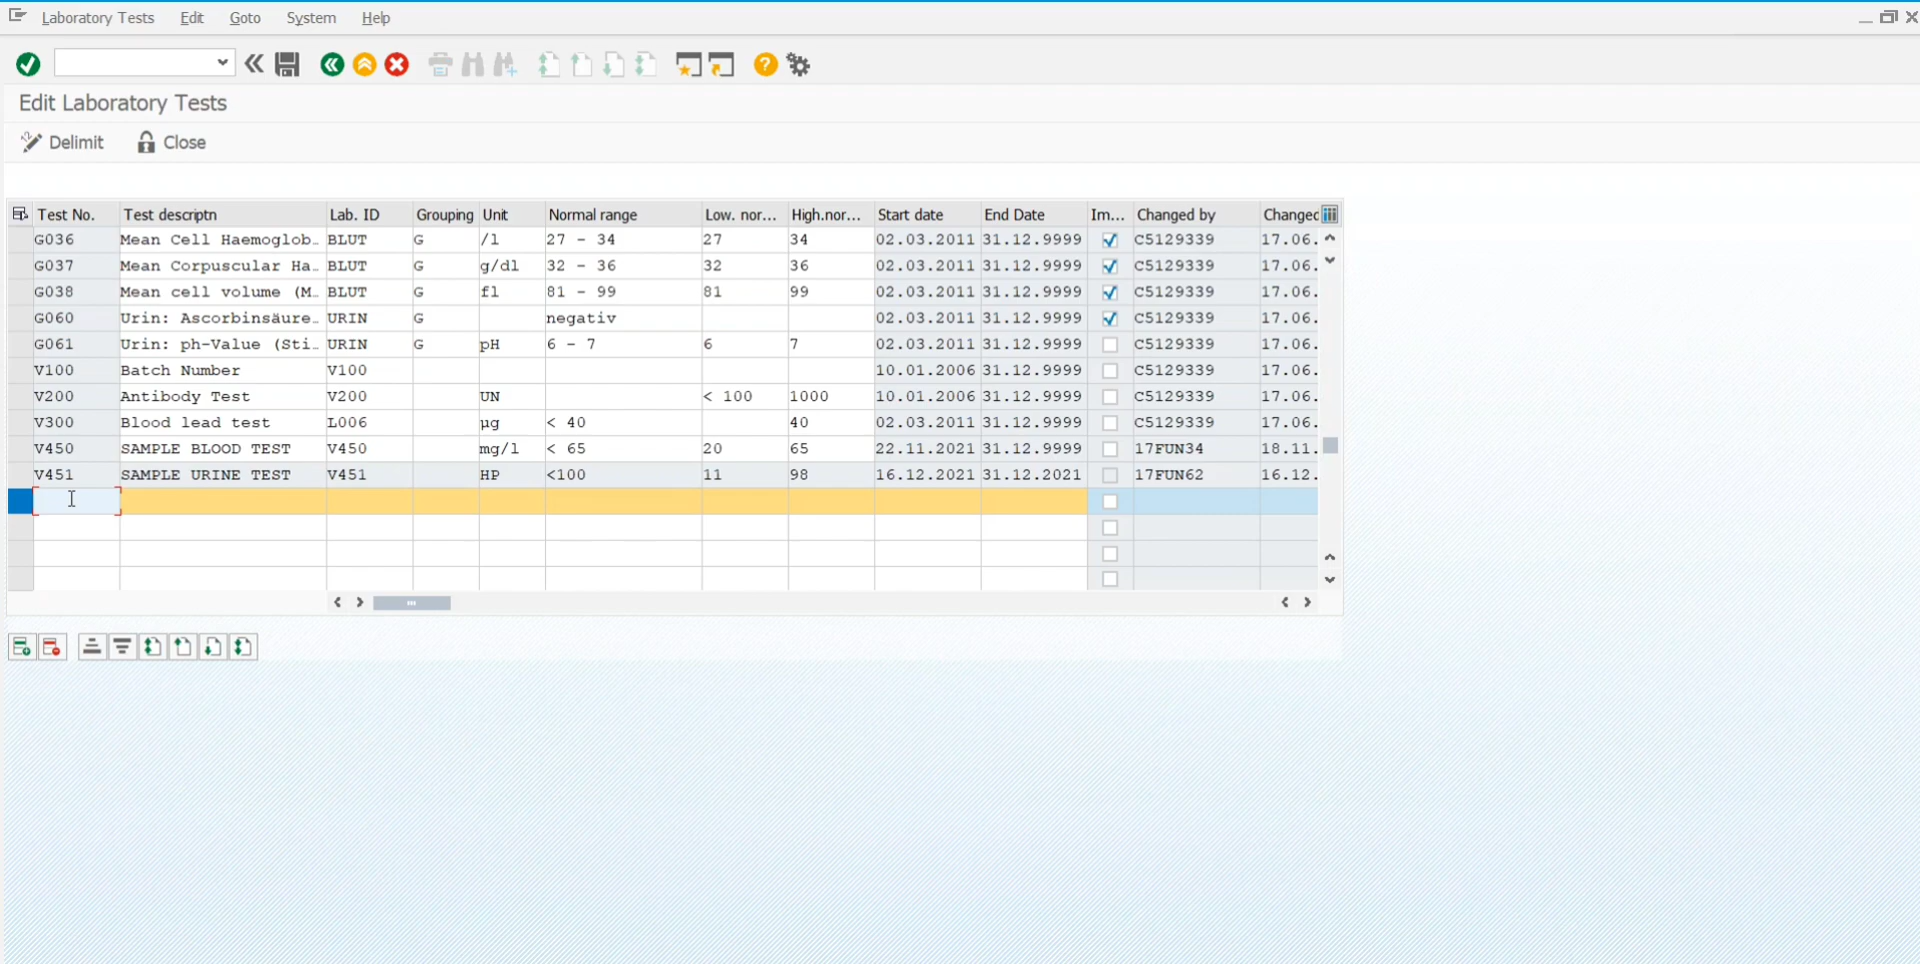 Laboratory Tests Edit Goto System Help
Edit Laboratory Tests
Delimit Close
Test No. Test descriptn Lab. ID Grouping Unit Normal range Low. nor... High.nor... Start date End Date Im... Changed by Changed
G036 Mean Cell Haemoglob.. BLUT G /l 27 - 34 27 34 02.03.2011 31.12.9999 C5129339 17.06.
G037 Mean Corpuscular Ha.. BLUT G g/dl 32 - 36 32 36 02.03.2011 31.12.9999 C5129339 17.06.
G038 Mean cell volume (M.. BLUT G fl 81 - 99 81 99 02.03.2011 31.12.9999 C5129339 17.06.
G060 Urin: Ascorbinsäure.. URIN G negativ 02.03.2011 31.12.9999 C5129339 17.06.
G061 Urin: ph-Value (Sti.. URIN G pH 6 - 7 6 7 02.03.2011 31.12.9999 C5129339 17.06.
V100 Batch Number V100 10.01.2006 31.12.9999 C5129339 17.06.
V200 Antibody Test V200 UN < 100 1000 10.01.2006 31.12.9999 C5129339 17.06.
V300 Blood lead test L006 µg < 40 40 02.03.2011 31.12.9999 C5129339 17.06.
V450 SAMPLE BLOOD TEST V450 mg/l < 65 20 65 22.11.2021 31.12.9999 17FUN34 18.11.
V451 SAMPLE URINE TEST V451 HP <100 11 98 16.12.2021 31.12.2021 17FUN62 16.12.